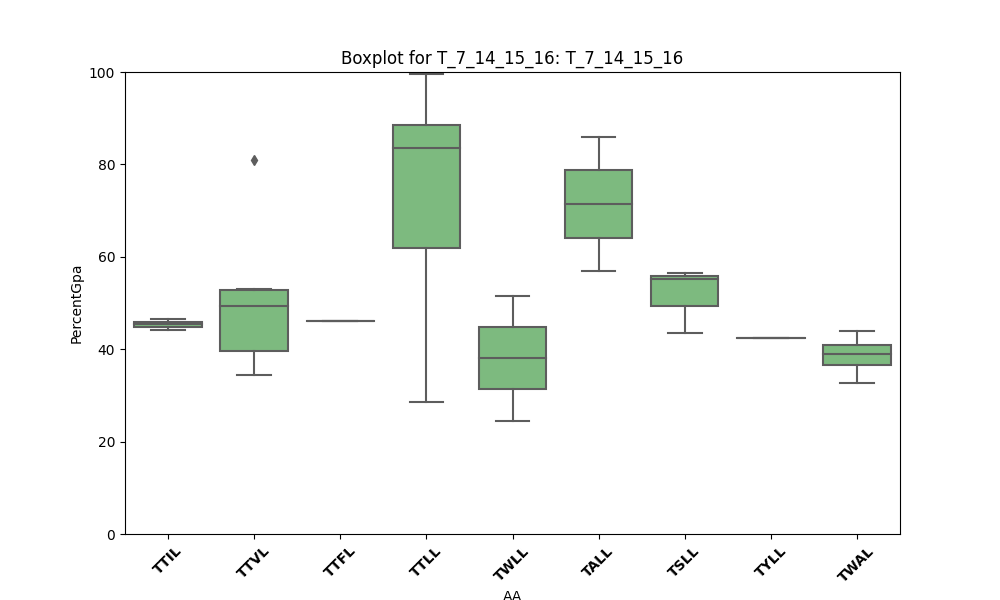 Boxplot for T_7_14_15_16: T_7_14_15_16
100
80
60
40
20
0
PercentGpa
TTIL
TTVL
TTFL
TTLL
TWLL
TALL
TSLL
TYLL
TWAL
AA